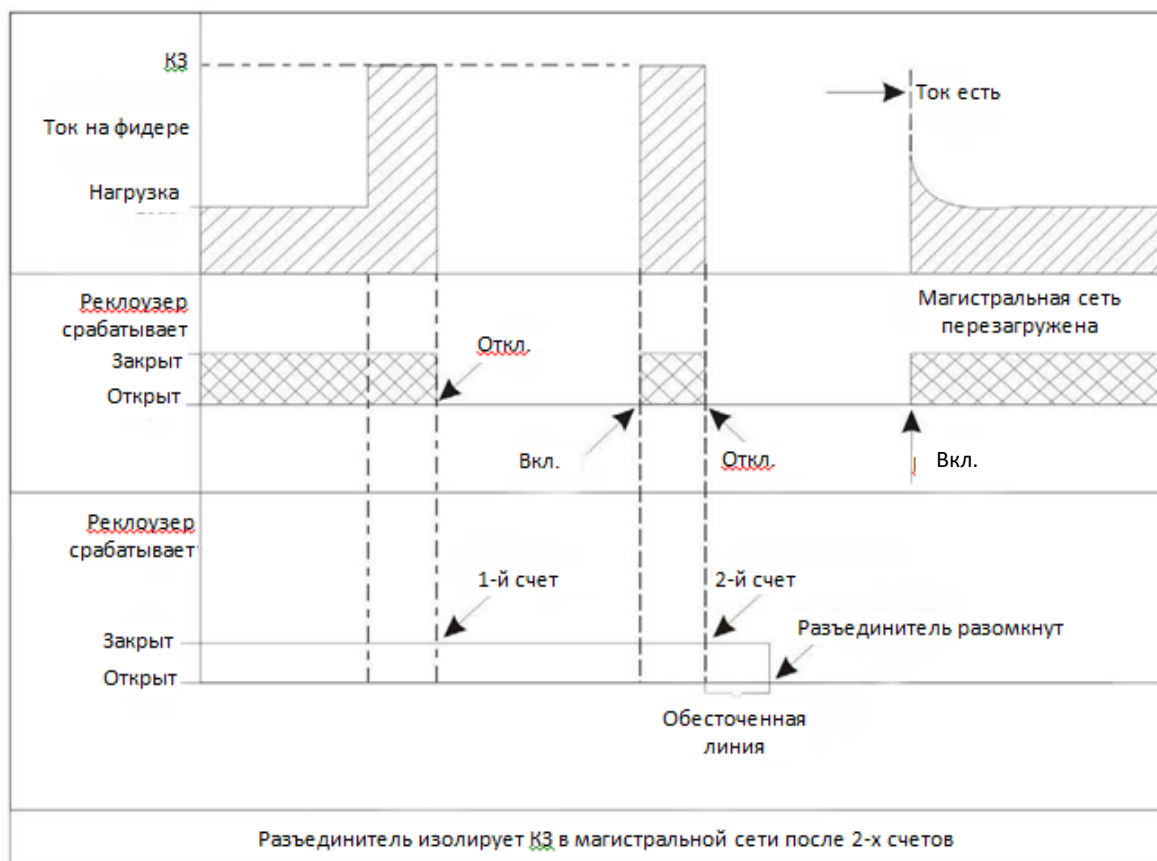 КЗ
Ток на фидере
Ток есть
Нагрузка
Реклоузер
срабатывает
Закрыт
Открыт
Откл.
Вкл.
Откл.
Магистральная сеть
перезагружена
Вкл.
Реклоузер
срабатывает
1-й счет
2-й счет
Закрыт
Открыт
Разъединитель разомкнут
Обесточенная
линия
Разъединитель изолирует КЗ в магистральной сети после 2-х счетов